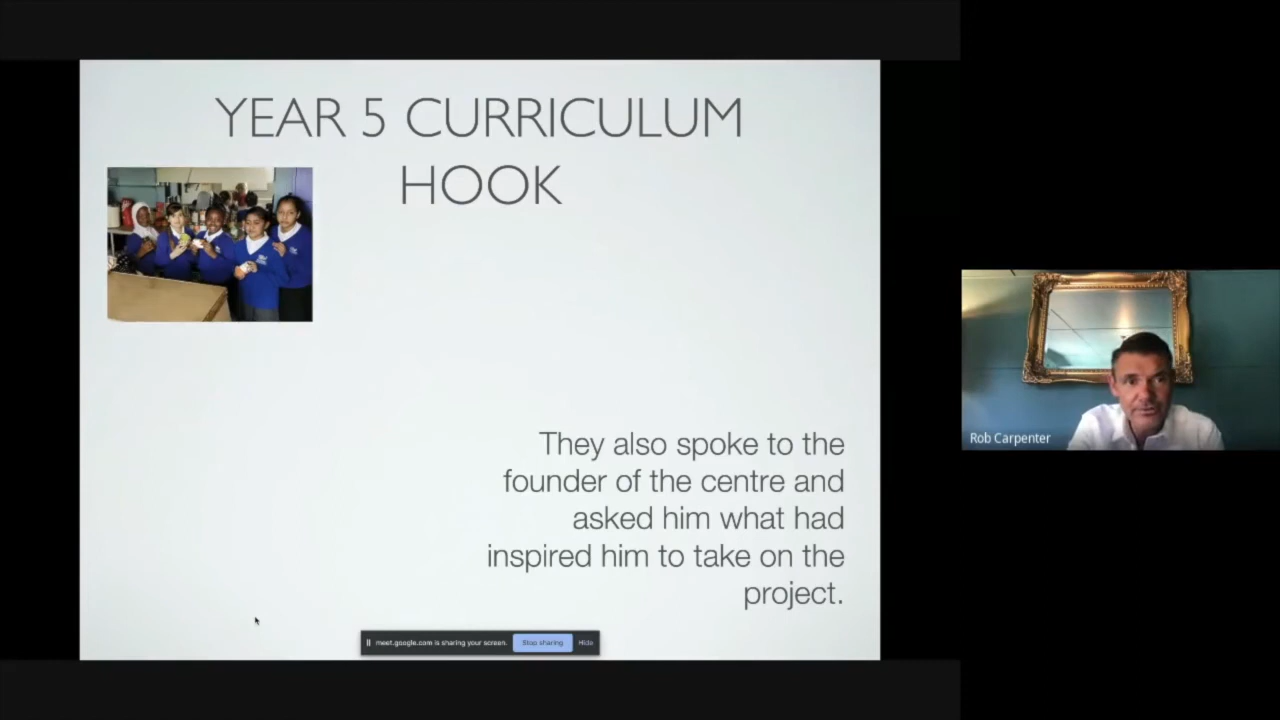 YEAR 5 CURRICULUM
HOOK
They also spoke to the
founder of the centre and
asked him what had
inspired him to take on the
project.
meet.google.com is sharing your screen.
Stop sharing
Hide
Rob Carpenter